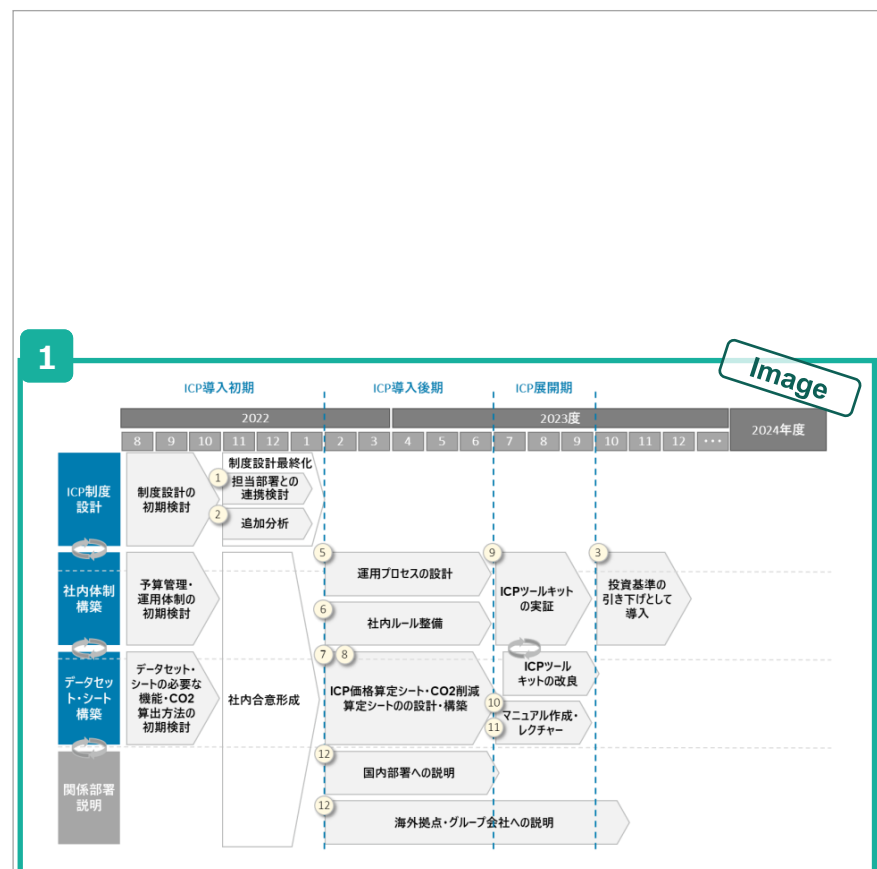 1
Image
ICP導入初期
ICP導入後期
ICP展開期
2022
2023度
2024年度
8 9 10 11 12 1 2 3 4 5 6 7 8 9 10 11 12 ･･･
ICP制度
設計
制度設計の
初期検討
制度設計最終化
1
担当部署との
連携検討
2
追加分析
社内体制
構築
予算管理・
運用体制の
初期検討
5
運用プロセスの設計
6
社内ルール整備
9
ICPツールキット
の実証
3
投資基準の
引き下げとして
導入
データセッ
ト・シート
構築
データセット・
シートの必要な
機能・CO2
算出方法の
初期検討
社内合意形成
7 8
ICP価格算定シート・CO2削減
算定シートのの設計・構築
ICPツール
キットの改良
10
11
マニュアル作成・
レクチャー
関係部署
説明
12
国内部署への説明
12
海外拠点・グループ会社への説明